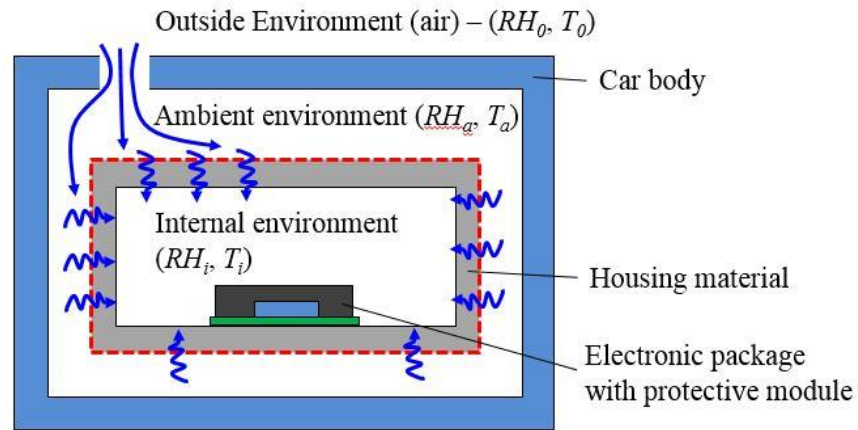 Outside Environment (air) – (RH₀, T₀)
Car body
Ambient environment (RHₐ, Tₐ)
Internal environment
(RHᵢ, Tᵢ)
Housing material
Electronic package
with protective module